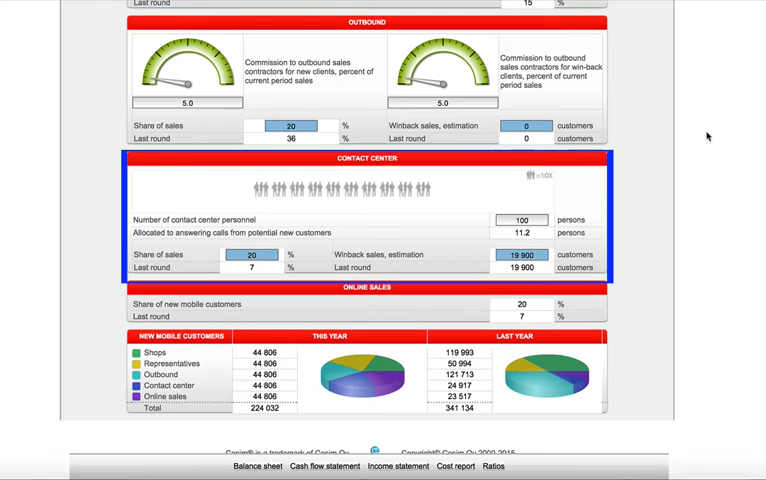 Last round 15 %
OUTBOUND
Commission to outbound sales contractors for new clients, percent of current period sales
5.0
Commission to outbound sales contractors for win-back clients, percent of current period sales
5.0
Share of sales 20 % Winback sales, estimation 0 customers
Last round 36 % Last round 0 customers
CONTACT CENTER
=10X
Number of contact center personnel 100 persons
Allocated to answering calls from potential new customers 11.2 persons
Share of sales 20 % Winback sales, estimation 19 900 customers
Last round 7 % Last round 19 900 customers
ONLINE SALES
Share of new mobile customers 20 %
Last round 7 %
NEW MOBILE CUSTOMERS THIS YEAR LAST YEAR
Shops 44 806 119 993
Representatives 44 806 50 994
Outbound 44 806 121 713
Contact center 44 806 24 917
Online sales 44 806 23 517
Total 224 032 341 134
Cesim® is a trademark of Cesim Oy Copyright© Cesim Oy 2000-2015
Balance sheet Cash flow statement Income statement Cost report Ratios